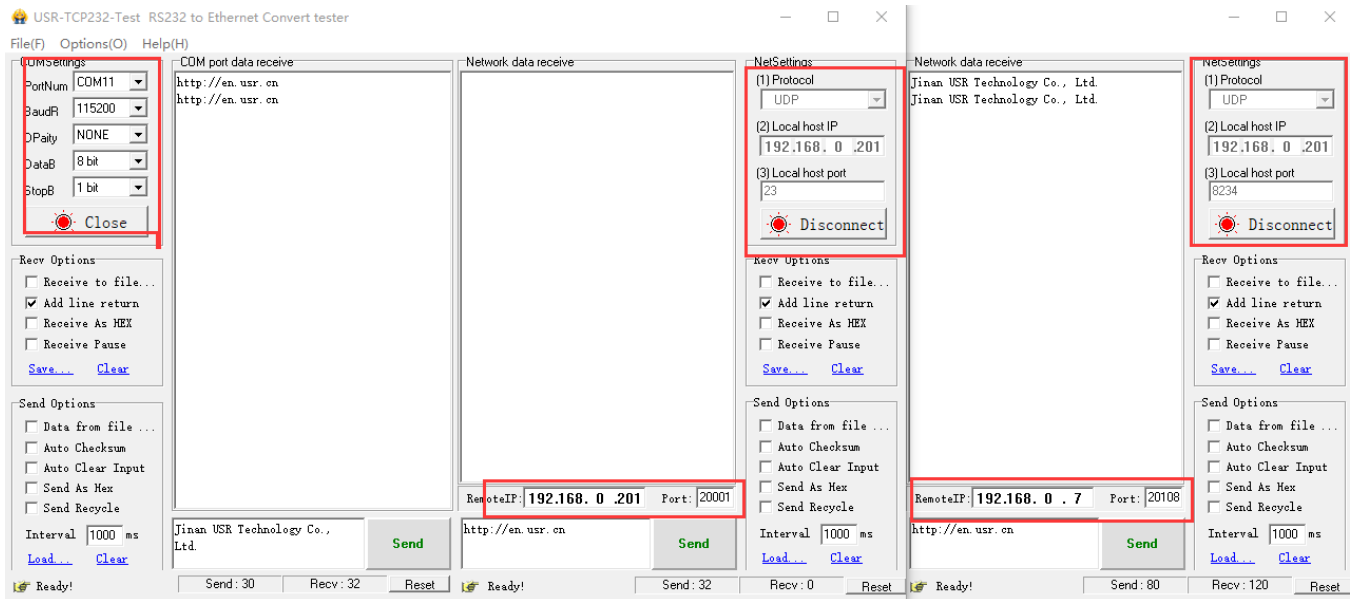 USR-TCP232-Test RS232 to Ethernet Convert tester
File(F) Options(O) Help(H)
COMSettings
PortNum COM11
BaudR 115200
DPaity NONE
DataB 8 bit
StopB 1 bit
Close
Recv Options
Receive to file...
Add line return
Receive As HEX
Receive Pause
Save... Clear
Send Options
Data from file ...
Auto Checksum
Auto Clear Input
Send As Hex
Send Recycle
Interval 1000 ms
Load... Clear
COM port data receive
http://en.usr.cn
http://en.usr.cn
Jinan USR Technology Co.,
Ltd.
Send
Ready!
Send : 30 Recv : 32 Reset
Network data receive
RemoteIP: 192.168. 0 .201 Port: 20001
http://en.usr.cn
Send
NetSettings
(1) Protocol
UDP
(2) Local host IP
192.168. 0 .201
(3) Local host port
23
Disconnect
Recv Options
Receive to file...
Add line return
Receive As HEX
Receive Pause
Save... Clear
Send Options
Data from file ...
Auto Checksum
Auto Clear Input
Send As Hex
Send Recycle
Interval 1000 ms
Load... Clear
Ready!
Send : 32 Recv : 0 Reset
Network data receive
Jinan USR Technology Co., Ltd.
Jinan USR Technology Co., Ltd.
RemoteIP: 192.168. 0 . 7 Port: 20108
http://en.usr.cn
Send
NetSettings
(1) Protocol
UDP
(2) Local host IP
192.168. 0 .201
(3) Local host port
8234
Disconnect
Recv Options
Receive to file...
Add line return
Receive As HEX
Receive Pause
Save... Clear
Send Options
Data from file ...
Auto Checksum
Auto Clear Input
Send As Hex
Send Recycle
Interval 1000 ms
Load... Clear
Ready!
Send : 80 Recv : 120 Reset